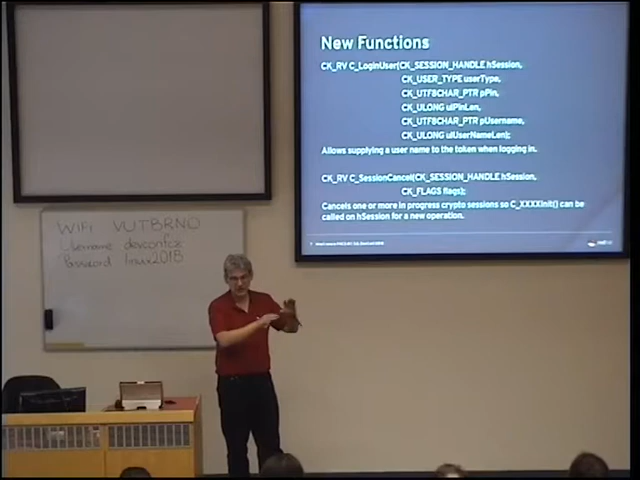 New Functions
CK_RV C_LoginUser(CK_SESSION_HANDLE hSession,
CK_USER_TYPE userType,
CK_UTF8CHAR_PTR pPin,
CK_ULONG ulPinLen,
CK_UTF8CHAR_PTR pUsername,
CK_ULONG ulUserNameLen);
Allows supplying a user name to the token when logging in.
CK_RV C_SessionCancel(CK_SESSION_HANDLE hSession,
CK_FLAGS flags);
Cancels one or more in progress crypto sessions so C_XXXXInit() can be
called on hSession for a new operation.
WiFi VUTBRNO
Username devconfcz
Password linux2018